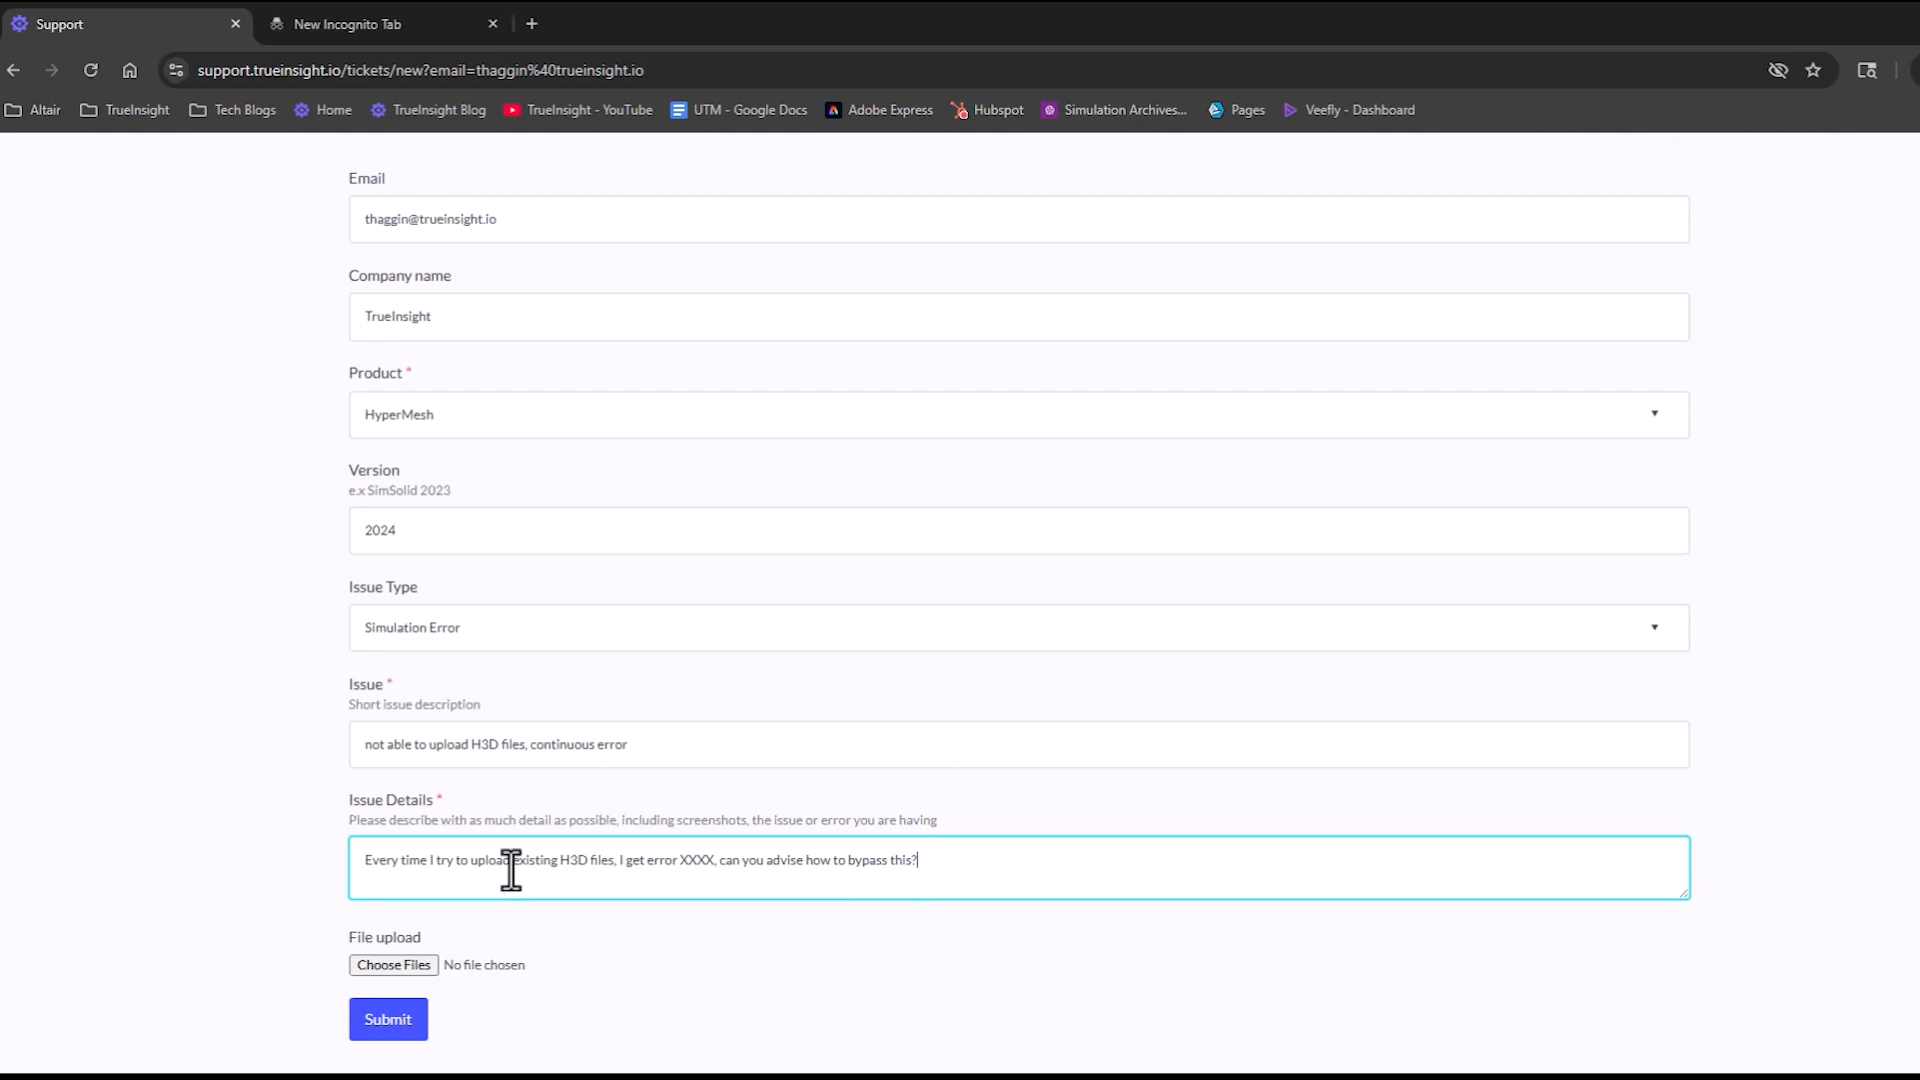 Support
New Incognito Tab
support.trueinsight.io/tickets/new?email=thaggin%40trueinsight.io
Altair TrueInsight Tech Blogs Home TrueInsight Blog TrueInsight - YouTube UTM - Google Docs Adobe Express Hubspot Simulation Archives... Pages Veefly - Dashboard
Email
thaggin@trueinsight.io
Company name
TrueInsight
Product *
HyperMesh
Version
e.x SimSolid 2023
2024
Issue Type
Simulation Error
Issue *
Short issue description
not able to upload H3D files, continuous error
Issue Details *
Please describe with as much detail as possible, including screenshots, the issue or error you are having
Every time I try to upload existing H3D files, I get error XXXX, can you advise how to bypass this?
File upload
Choose Files No file chosen
Submit